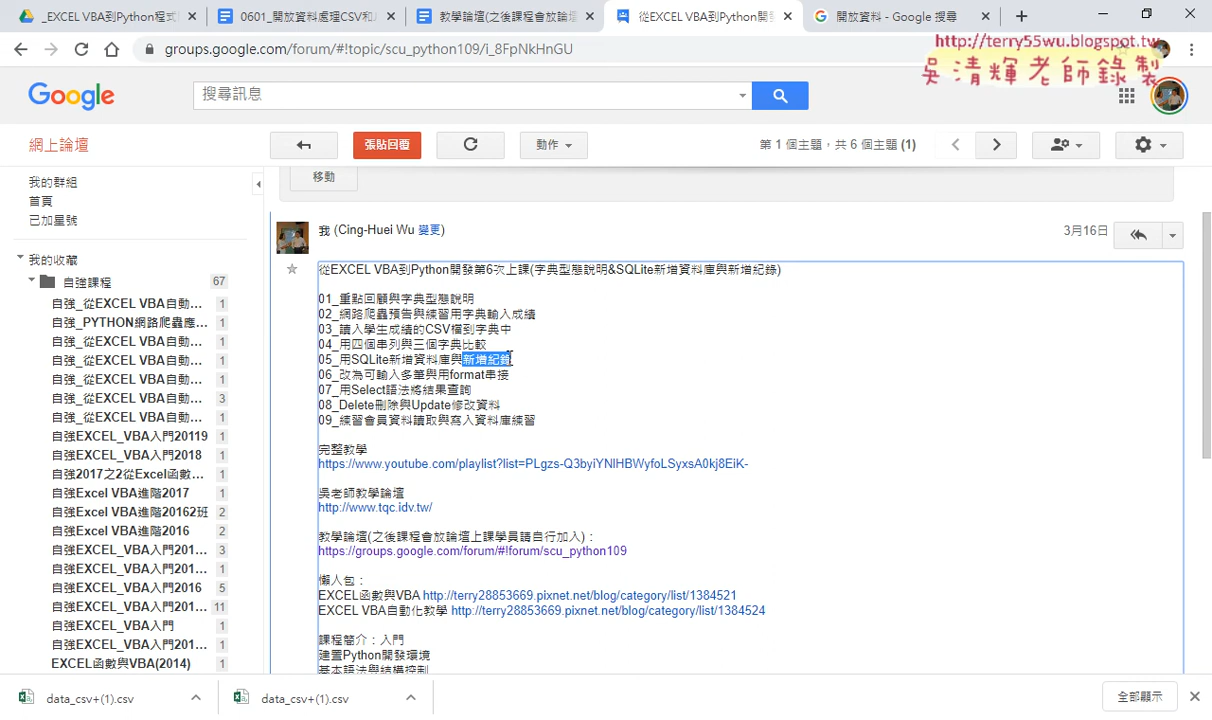 _EXCEL VBA到Python程式
0601_開放資料處理CSV和J
教學論壇(之後課程會放論壇
從EXCEL VBA到Python開發
開放資料 - Google 搜尋
groups.google.com/forum/#!topic/scu_python109/i_8FpNkHnGU
http://terry55wu.blogspot.tw
吳清輝老師錄製
Google
搜尋訊息
網上論壇
張貼回覆
動作
第 1 個主題，共 6 個主題 (1)
我的群組
首頁
已加星號
我的收藏
自強課程 67
自強_從EXCEL VBA自動... 1
自強_PYTHON網路爬蟲應... 1
自強_從EXCEL VBA自動... 1
自強_從EXCEL VBA自動... 1
自強_從EXCEL VBA自動... 1
自強_從EXCEL VBA自動... 3
自強_從EXCEL VBA自動... 1
自強EXCEL_VBA入門20119 1
自強EXCEL_VBA入門2018 1
自強2017之2從Excel函數... 1
自強Excel VBA進階2017 1
自強Excel VBA進階20162班 2
自強Excel VBA進階2016 2
自強EXCEL_VBA入門201... 3
自強EXCEL_VBA入門201... 1
自強EXCEL_VBA入門2016 5
自強EXCEL_VBA入門201... 11
自強EXCEL_VBA入門 1
自強EXCEL_VBA入門201... 1
EXCEL函數與VBA(2014) 1
移動
我 (Cing-Huei Wu 變更)
3月16日
從EXCEL VBA到Python開發第6次上課(字典型態說明&SQLite新增資料庫與新增紀錄)
01_重點回顧與字典型態說明
02_網路爬蟲預告與練習用字典輸入成績
03_讀入學生成績的CSV檔到字典中
04_用四個串列與三個字典比較
05_用SQLite新增資料庫與新增紀錄
06_改為可輸入多筆與用format串接
07_用Select語法將結果查詢
08_Delete刪除與Update修改資料
09_練習會員資料讀取與寫入資料庫練習
完整教學
https://www.youtube.com/playlist?list=PLgzs-Q3byiYNlHBWyfoLSyxsA0kj8EiK-
吳老師教學論壇
http://www.tqc.idv.tw/
教學論壇(之後課程會放論壇上課學員請自行加入)：
https://groups.google.com/forum/#!forum/scu_python109
懶人包：
EXCEL函數與VBA http://terry28853669.pixnet.net/blog/category/list/1384521
EXCEL VBA自動化教學 http://terry28853669.pixnet.net/blog/category/list/1384524
課程簡介：入門
建置Python開發環境
基本語法與結構控制
data_csv+(1).csv
data_csv+(1).csv
全部顯示